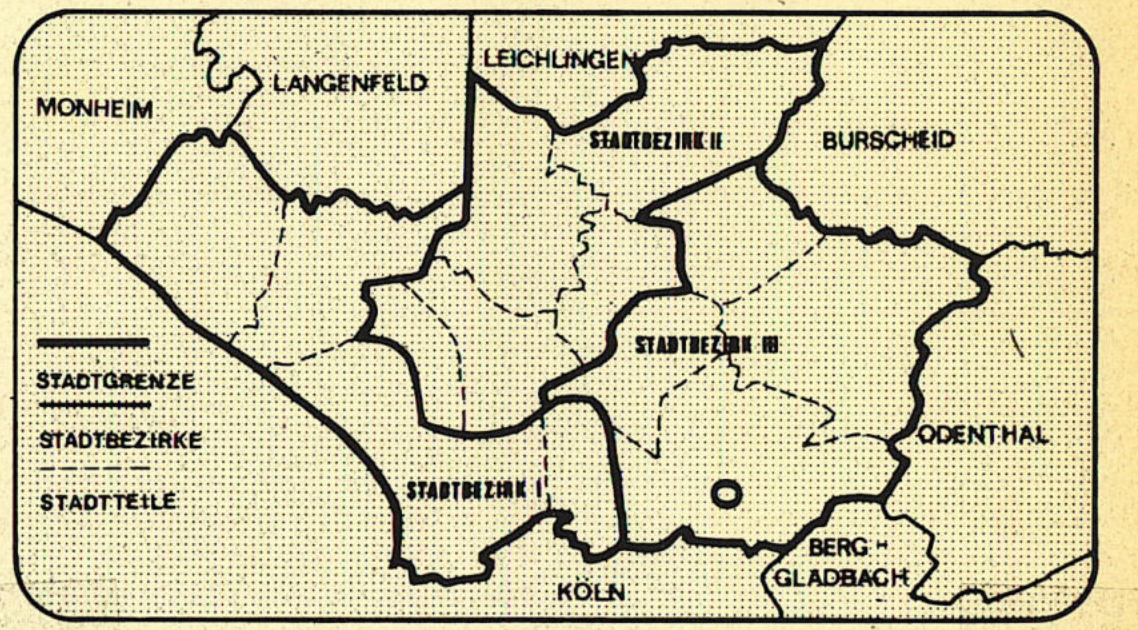 LEICHLINGEN
LANGENFELD
MONHEIM
STADTBEZIRK II
BURSCHEID
STADTBEZIRK III
STADTGRENZE
STADTBEZIRKE
STADTTEILE
ODENTHAL
STADTBEZIRK I
BERG-
GLADBACH
KÖLN